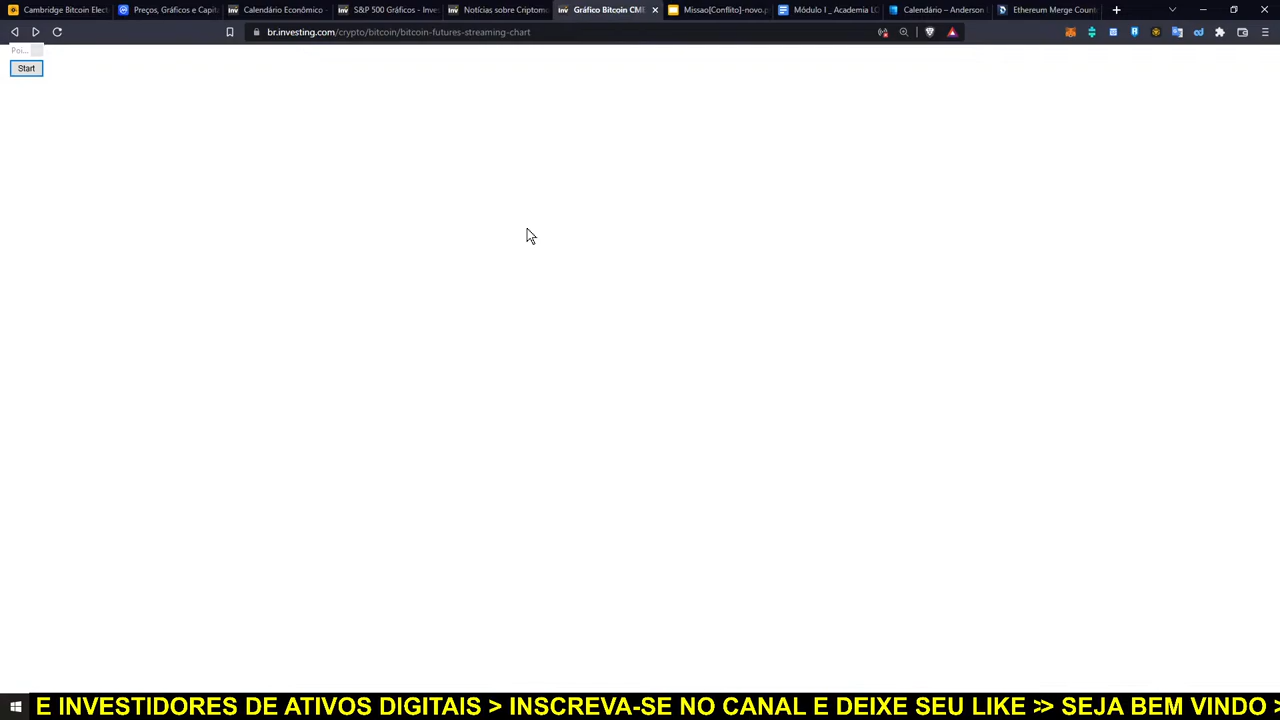 Cambridge Bitcoin Elect
Preços, Gráficos e Capita
Calendário Econômico -
S&P 500 Gráficos - Inve
Notícias sobre Criptom
Gráfico Bitcoin CME
Missao[Conflito]-novo.p
Módulo I _ Academia LC
Calendário – Anderson
Ethereum Merge Count
br.investing.com/crypto/bitcoin/bitcoin-futures-streaming-chart
Poi...
Start
E INVESTIDORES DE ATIVOS DIGITAIS > INSCREVA-SE NO CANAL E DEIXE SEU LIKE >> SEJA BEM VINDO >